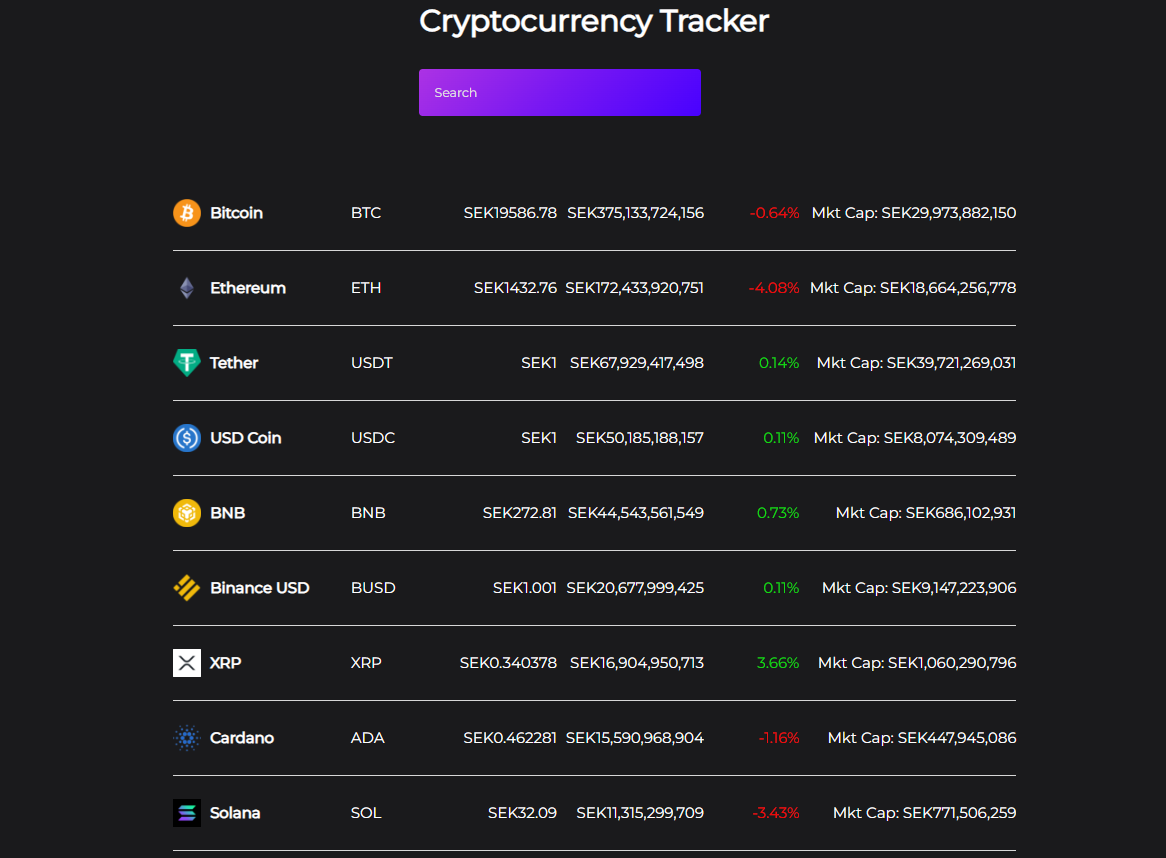 Cryptocurrency Tracker
Search
Bitcoin BTC SEK19586.78 SEK375,133,724,156 -0.64% Mkt Cap: SEK29,973,882,150
Ethereum ETH SEK1432.76 SEK172,433,920,751 -4.08% Mkt Cap: SEK18,664,256,778
Tether USDT SEK1 SEK67,929,417,498 0.14% Mkt Cap: SEK39,721,269,031
USD Coin USDC SEK1 SEK50,185,188,157 0.11% Mkt Cap: SEK8,074,309,489
BNB BNB SEK272.81 SEK44,543,561,549 0.73% Mkt Cap: SEK686,102,931
Binance USD BUSD SEK1.001 SEK20,677,999,425 0.11% Mkt Cap: SEK9,147,223,906
XRP XRP SEK0.340378 SEK16,904,950,713 3.66% Mkt Cap: SEK1,060,290,796
Cardano ADA SEK0.462281 SEK15,590,968,904 -1.16% Mkt Cap: SEK447,945,086
Solana SOL SEK32.09 SEK11,315,299,709 -3.43% Mkt Cap: SEK771,506,259